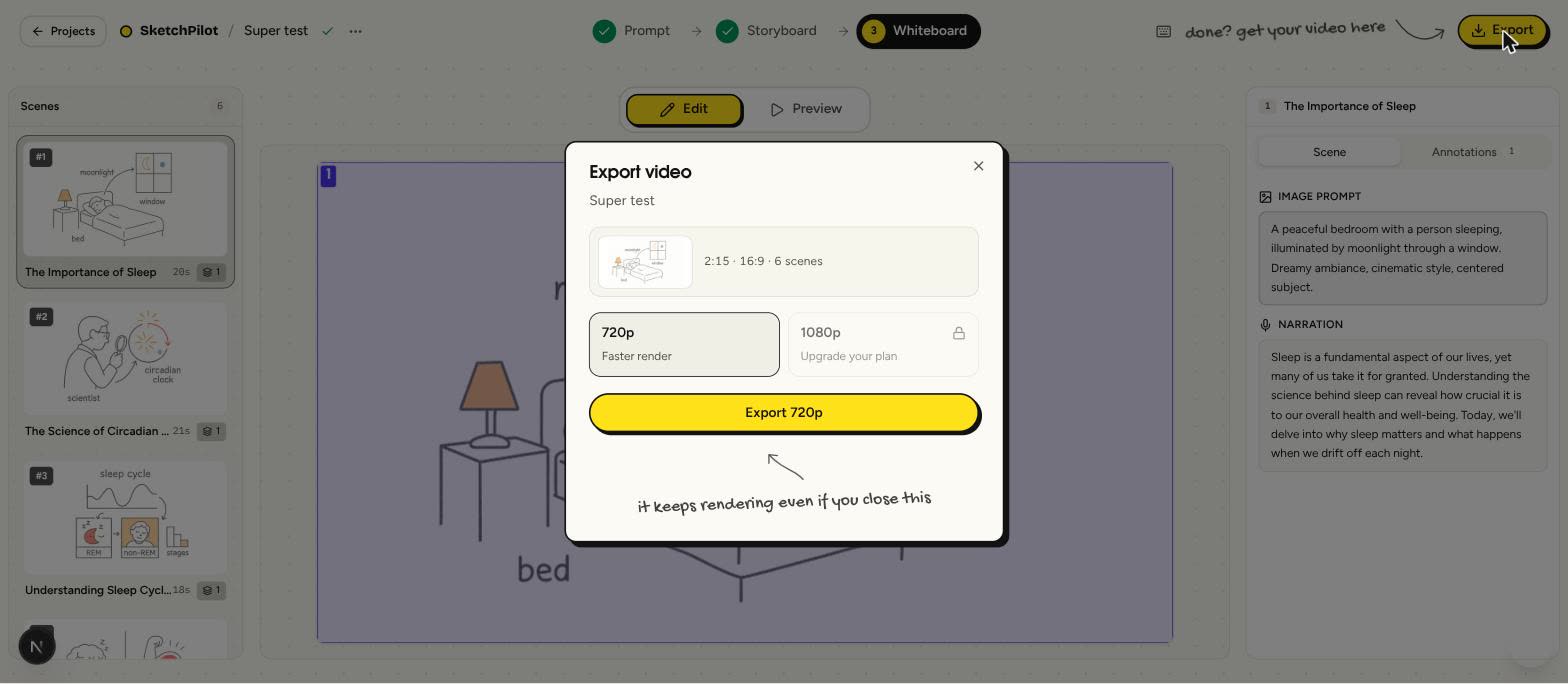 Projects
SketchPilot / Super test
Prompt
Storyboard
3 Whiteboard
done? get your video here
Export
Scenes 6
#1
moonlight
window
bed
The Importance of Sleep 20s 1
#2
circadian
clock
scientist
The Science of Circadian ... 21s 1
#3
sleep cycle
REM non-REM stages
Understanding Sleep Cycl... 18s 1
N
Edit
Preview
1
bed
Export video
Super test
moonlight
window
bed
2:15 · 16:9 · 6 scenes
720p
Faster render
1080p
Upgrade your plan
Export 720p
it keeps rendering even if you close this
1 The Importance of Sleep
Scene
Annotations 1
IMAGE PROMPT
A peaceful bedroom with a person sleeping,
illuminated by moonlight through a window.
Dreamy ambiance, cinematic style, centered
subject.
NARRATION
Sleep is a fundamental aspect of our lives, yet
many of us take it for granted. Understanding the
science behind sleep can reveal how crucial it is
to our overall health and well-being. Today, we'll
delve into why sleep matters and what happens
when we drift off each night.